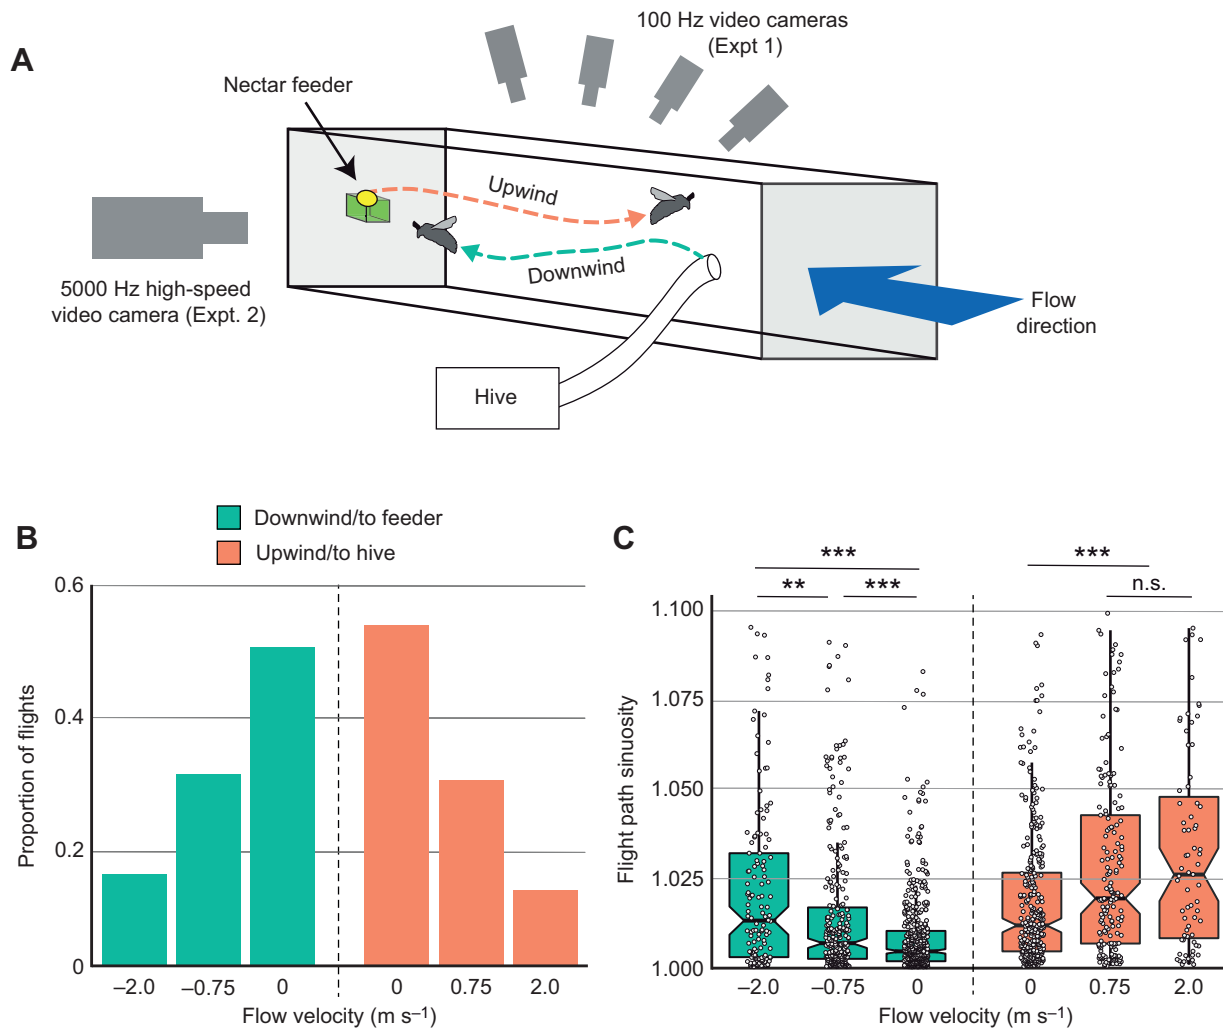 A
100 Hz video cameras
(Expt 1)
Nectar feeder
Upwind
Downwind
5000 Hz high-speed
video camera (Expt. 2)
Flow
direction
Hive
B
Downwind/to feeder
Upwind/to hive
Proportion of flights
0.6
0.4
0.2
0
–2.0 –0.75 0 0 0.75 2.0
Flow velocity (m s–1)
C
*** ***
** *** n.s.
Flight path sinuosity
1.100
1.075
1.050
1.025
1.000
–2.0 –0.75 0 0 0.75 2.0
Flow velocity (m s–1)